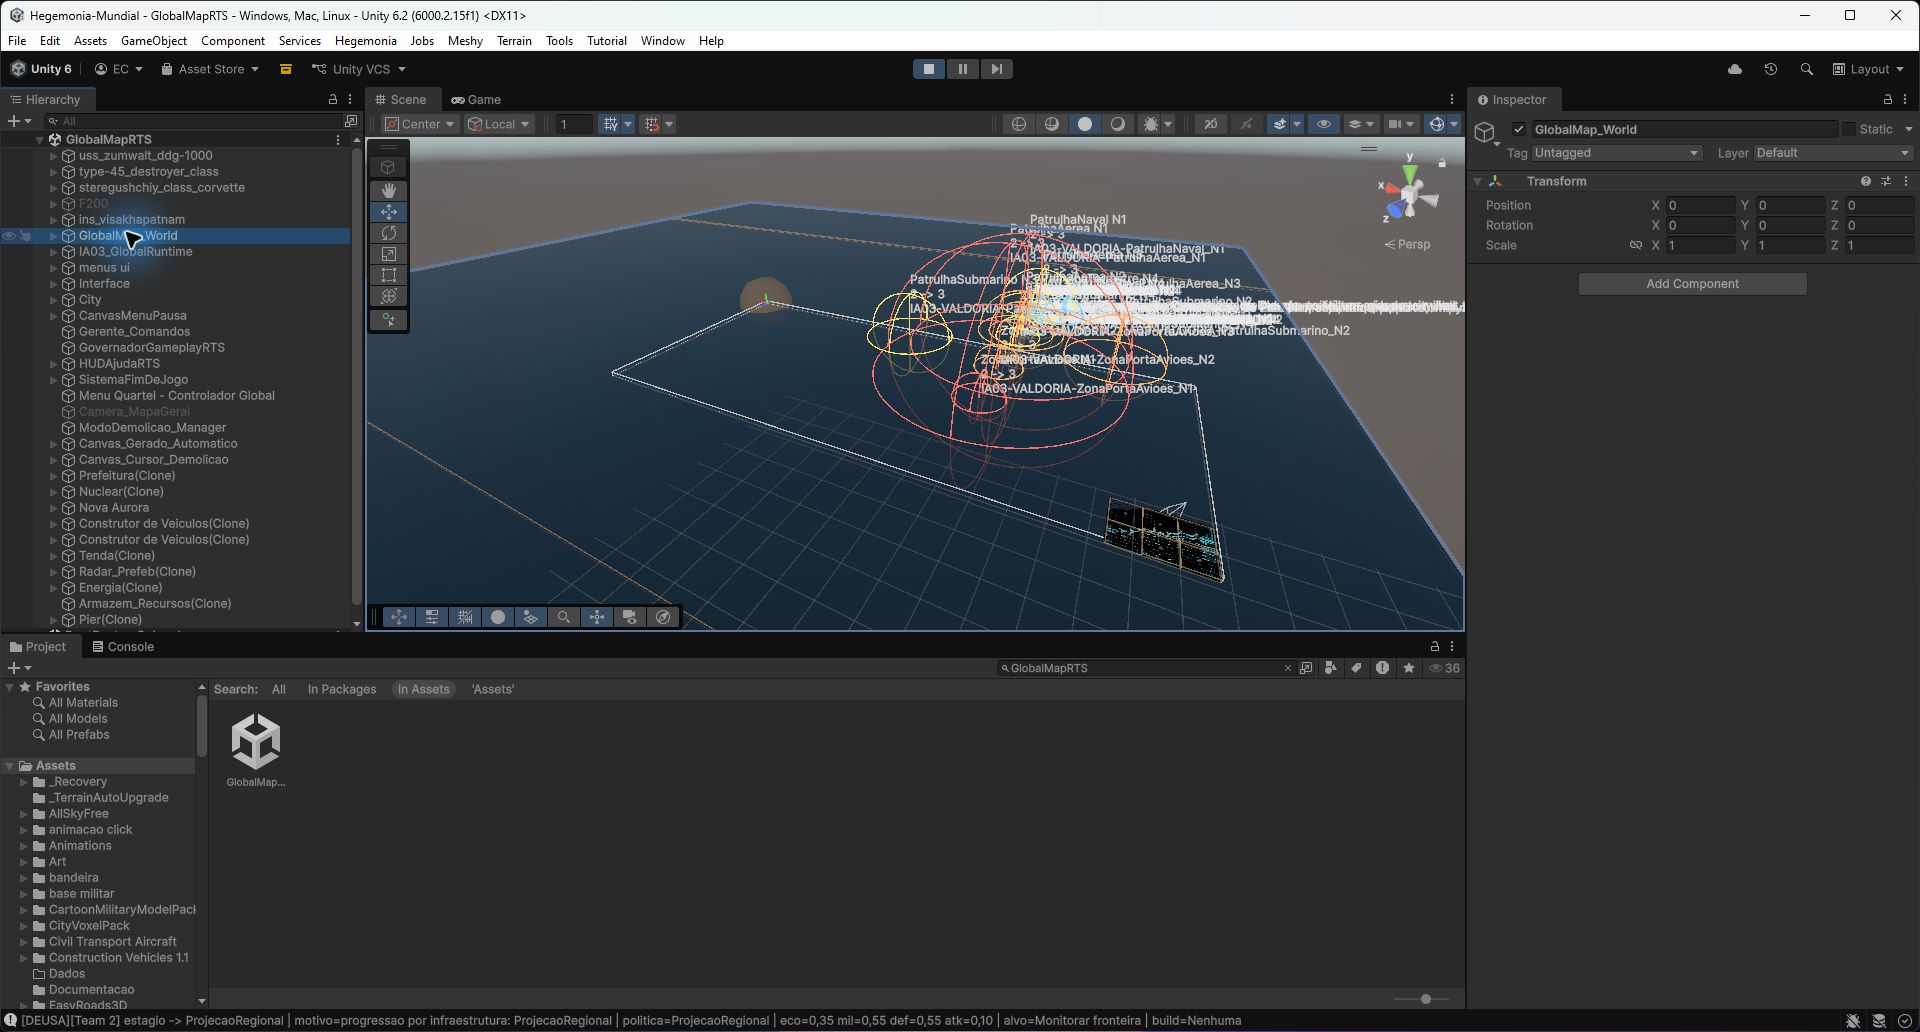 Hegemonia-Mundial - GlobalMapRTS - Windows, Mac, Linux - Unity 6.2 (6000.2.15f1) <DX11>
File Edit Assets GameObject Component Services Hegemonia Jobs Meshy Terrain Tools Tutorial Window Help
Unity 6 EC Asset Store Unity VCS Layout
Hierarchy
All
GlobalMapRTS
uss_zumwalt_ddg-1000
type-45_destroyer_class
steregushchiy_class_corvette
F200
ins_visakhapatnam
World
IA03_GlobalRuntime
menus ui
Interface
City
CanvasMenuPausa
Gerente_Comandos
GovernadorGameplayRTS
HUDAjudaRTS
SistemaFimDeJogo
Menu Quartel - Controlador Global
Camera_MapaGeral
ModoDemolicao_Manager
Canvas_Gerado_Automatico
Canvas_Cursor_Demolicao
Prefeitura(Clone)
Nuclear(Clone)
Nova Aurora
Construtor de Veiculos(Clone)
Construtor de Veiculos(Clone)
Tenda(Clone)
Radar_Prefeb(Clone)
Energia(Clone)
Armazem_Recursos(Clone)
Pier(Clone)
Scene Game
Center Local 1 2D
y
x
z
Persp
PatrulhaNaval N1
IA03-VALDORIA-PatrulhaNaval_N1
IA03-VALDORIA-PatrulhaAerea_N1
PatrulhaSubmarino
2 -> 3
PatrulhaSubmarino_N2
IA03-VALDORIA-ZonaPortaAvioes_N1
Inspector
GlobalMap_World Static
Tag Untagged Layer Default
Transform
Position X 0 Y 0 Z 0
Rotation X 0 Y 0 Z 0
Scale X 1 Y 1 Z 1
Add Component
Project Console
GlobalMapRTS 36
Favorites
All Materials
All Models
All Prefabs
Assets
_Recovery
_TerrainAutoUpgrade
AllSkyFree
animacao click
Animations
Art
bandeira
base militar
CartoonMilitaryModelPack
CityVoxelPack
Civil Transport Aircraft
Construction Vehicles 1.1
Dados
Documentacao
EasyRoads3D
Search: All In Packages In Assets 'Assets'
GlobalMap...
[DEUSA][Team 2] estagio -> ProjecaoRegional | motivo=progressao por infraestrutura: ProjecaoRegional | politica=ProjecaoRegional | eco=0,35 mil=0,55 def=0,55 atk=0,10 | alvo=Monitorar fronteira | build=Nenhuma